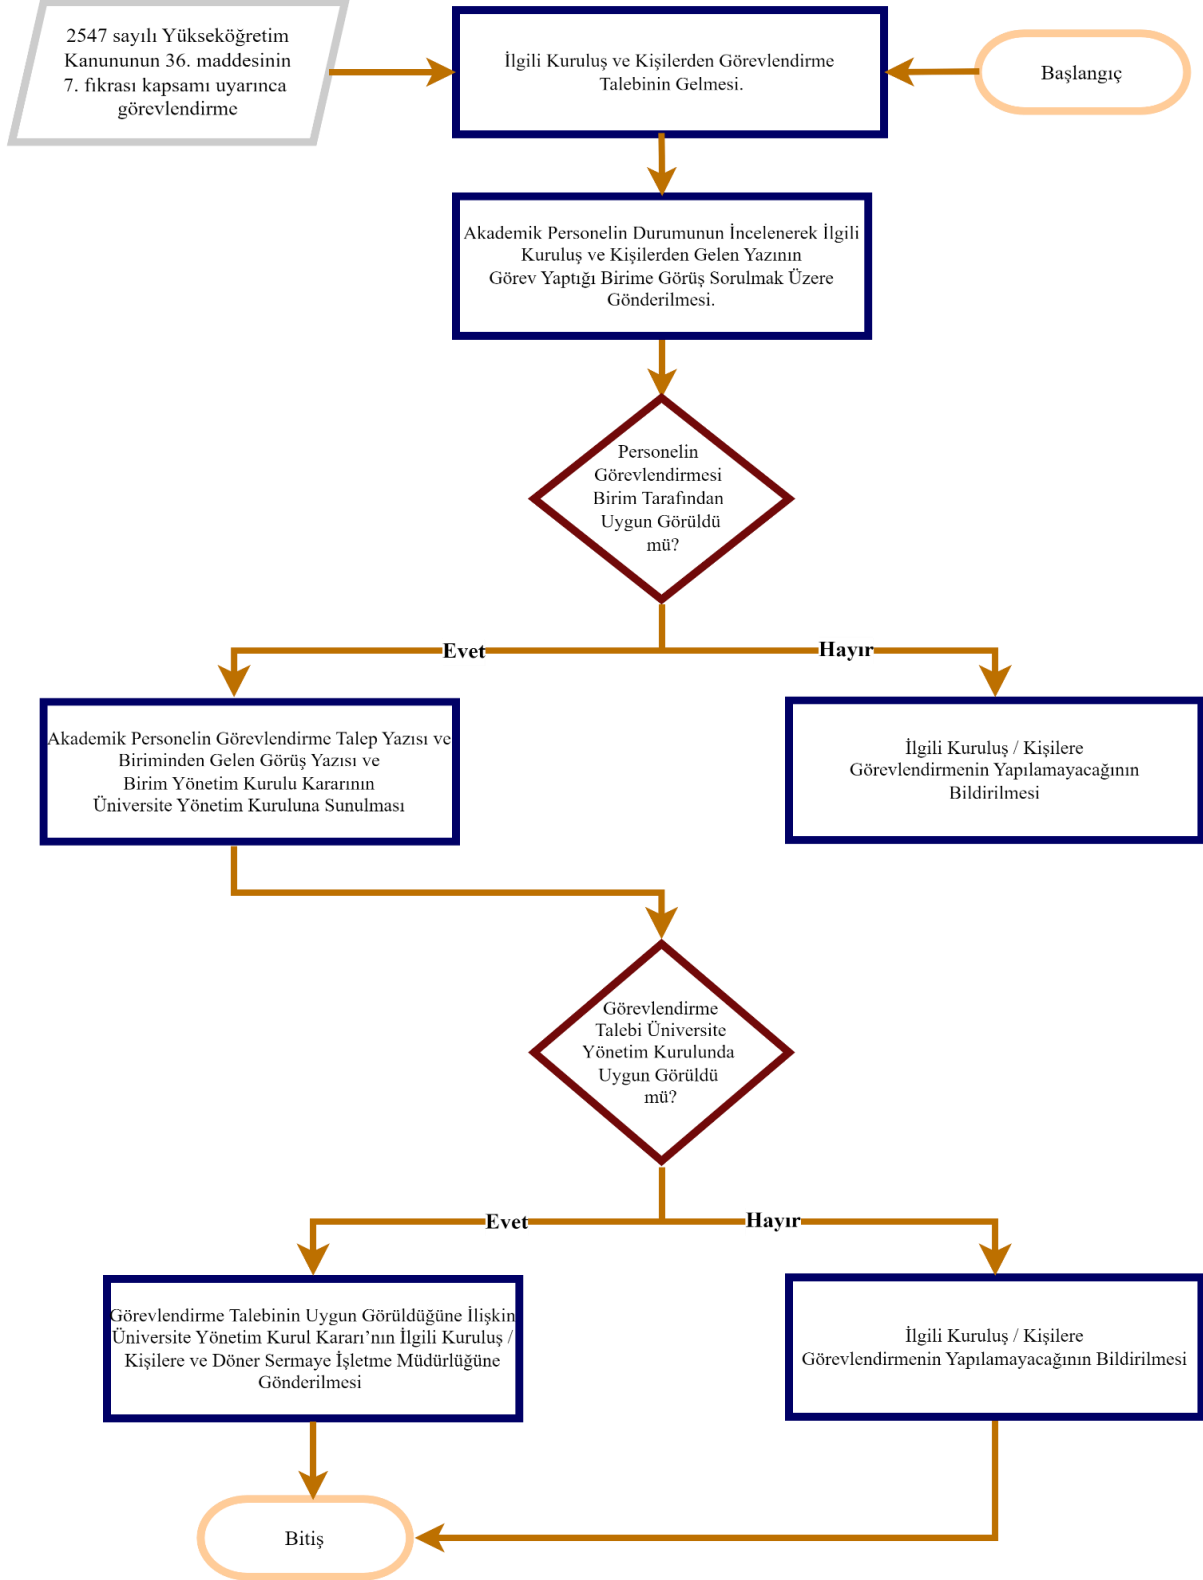 2547 sayılı Yükseköğretim
Kanununun 36. maddesinin
7. fıkrası kapsamı uyarınca
görevlendirme
İlgili Kuruluş ve Kişilerden Görevlendirme
Talebinin Gelmesi.
Başlangıç
Akademik Personelin Durumunun İncelenerek İlgili
Kuruluş ve Kişilerden Gelen Yazının
Görev Yaptığı Birime Görüş Sorulmak Üzere
Gönderilmesi.
Personelin
Görevlendirmesi
Birim Tarafından
Uygun Görüldü
mü?
Evet
Hayır
Akademik Personelin Görevlendirme Talep Yazısı ve
Biriminden Gelen Görüş Yazısı ve
Birim Yönetim Kurulu Kararının
Üniversite Yönetim Kuruluna Sunulması
İlgili Kuruluş / Kişilere
Görevlendirmenin Yapılamayacağının
Bildirilmesi
Görevlendirme
Talebi Üniversite
Yönetim Kurulunda
Uygun Görüldü
mü?
Evet
Hayır
Görevlendirme Talebinin Uygun Görüldüğüne İlişkin
Üniversite Yönetim Kurul Kararı’nın İlgili Kuruluş /
Kişilere ve Döner Sermaye İşletme Müdürlüğüne
Gönderilmesi
İlgili Kuruluş / Kişilere
Görevlendirmenin Yapılamayacağının Bildirilmesi
Bitiş